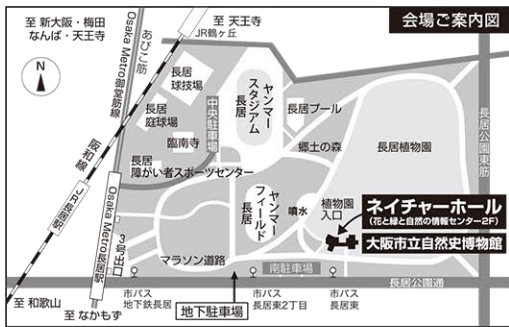 会場ご案内図
至 新大阪・梅田
なんば・天王寺
至 天王寺
JR鶴ヶ丘
N
あびこ筋
Osaka Metro御堂筋線
阪和線
JR長居駅
Osaka Metro長居駅
3号出口
長居
球技場
長居
庭球場
臨南寺
長居
障がい者スポーツセンター
中央駐車場
ヤンマー
スタジアム
長居
長居プール
郷土の森
長居植物園
長居公園東筋
ヤンマー
フィールド
長居
噴水
植物園
入口
ネイチャーホール
(花と緑と自然の情報センター2F)
大阪市立自然史博物館
マラソン道路
南駐車場
長居公園通
市バス
地下鉄長居
地下駐車場
市バス
長居東2丁目
市バス
長居東
至 和歌山
至 なかもず